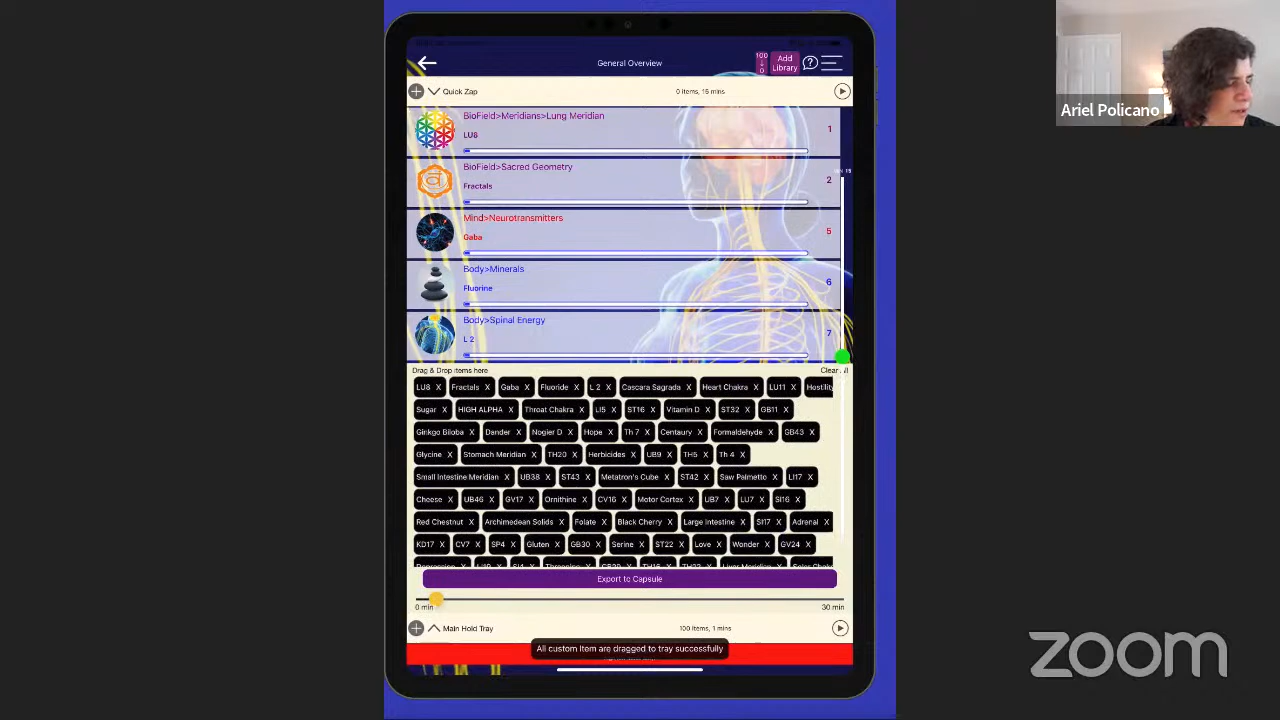 General Overview
100
0
Add
Library
Quick Zap
0 items, 15 mins
BioField>Meridians>Lung Meridian
LU8
1
BioField>Sacred Geometry
Fractals
2
Mind>Neurotransmitters
Gaba
5
Body>Minerals
Fluorine
6
Body>Spinal Energy
L 2
7
Drag & Drop items here
LU8 X Fractals X Gaba X Fluoride X L 2 X Cascara Sagrada X Heart Chakra X LU11 X Hostility
Sugar X HIGH ALPHA X Throat Chakra X LI5 X ST16 X Vitamin D X ST32 X GB11 X
Ginkgo Biloba X Dander X Nogier D X Hope X Th 7 X Centaury X Formaldehyde X GB43 X
Glycine X Stomach Meridian X TH20 X Herbicides X UB9 X TH5 X Th 4 X
Small Intestine Meridian X UB38 X ST43 X Metatron's Cube X ST42 X Saw Palmetto X LI17 X
Cheese X UB46 X GV17 X Ornithine X CV16 X Motor Cortex X UB7 X LU7 X SI16 X
Red Chestnut X Archimedean Solids X Folate X Black Cherry X Large Intestine X SI17 X Adrenal X
KD17 X CV7 X SP4 X Gluten X GB30 X Serine X ST22 X Love X Wonder X GV24 X
Export to Capsule
0 min
30 min
Main Hold Tray
100 items, 1 mins
All custom item are dragged to tray successfully
Ariel Policano
zoom